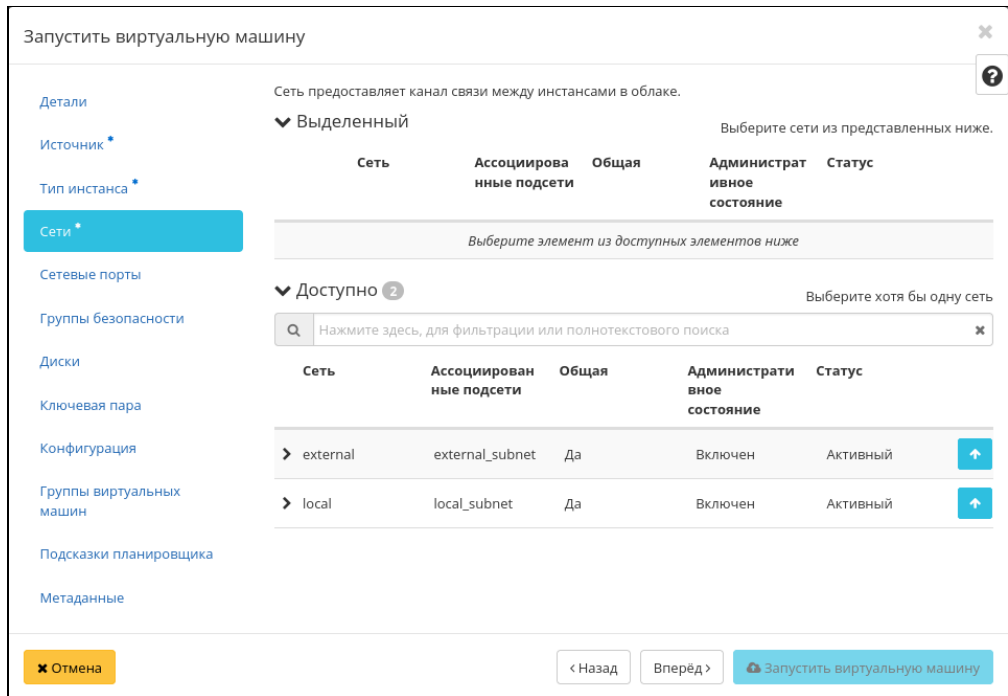 Запустить виртуальную машину
Детали
Источник *
Тип инстанса *
Сети *
Сетевые порты
Группы безопасности
Диски
Ключевая пара
Конфигурация
Группы виртуальных
машин
Подсказки планировщика
Метаданные
Сеть предоставляет канал связи между инстансами в облаке.
Выделенный
Выберите сети из представленных ниже.
Сеть Ассоциирова Общая Администрат Статус
нные подсети ивное
состояние
Выберите элемент из доступных элементов ниже
Доступно 2
Выберите хотя бы одну сеть
Нажмите здесь, для фильтрации или полнотекстового поиска
Сеть Ассоциирован Общая Администрати Статус
ные подсети вное
состояние
external external_subnet Да Включен Активный
local local_subnet Да Включен Активный
Отмена
Назад
Вперёд
Запустить виртуальную машину